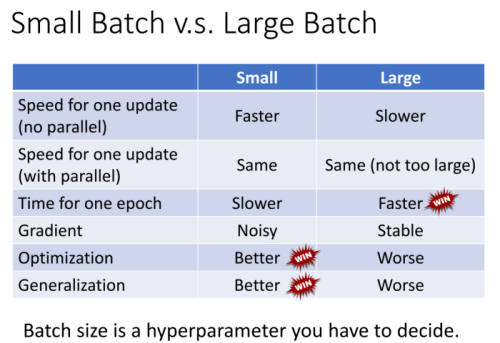 Small Batch v.s. Large Batch
Small Large
Speed for one update
(no parallel) Faster Slower
Speed for one update
(with parallel) Same Same (not too large)
Time for one epoch Slower Faster WIN
Gradient Noisy Stable
Optimization Better WIN Worse
Generalization Better WIN Worse
Batch size is a hyperparameter you have to decide.